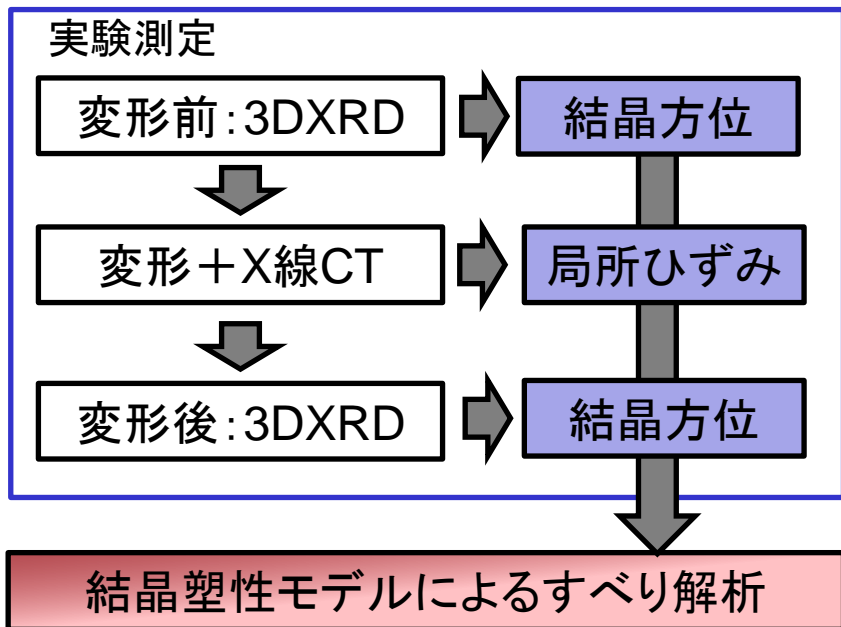 実験測定
変形前:3DXRD
結晶方位
変形＋X線CT
局所ひずみ
変形後:3DXRD
結晶方位
結晶塑性モデルによるすべり解析